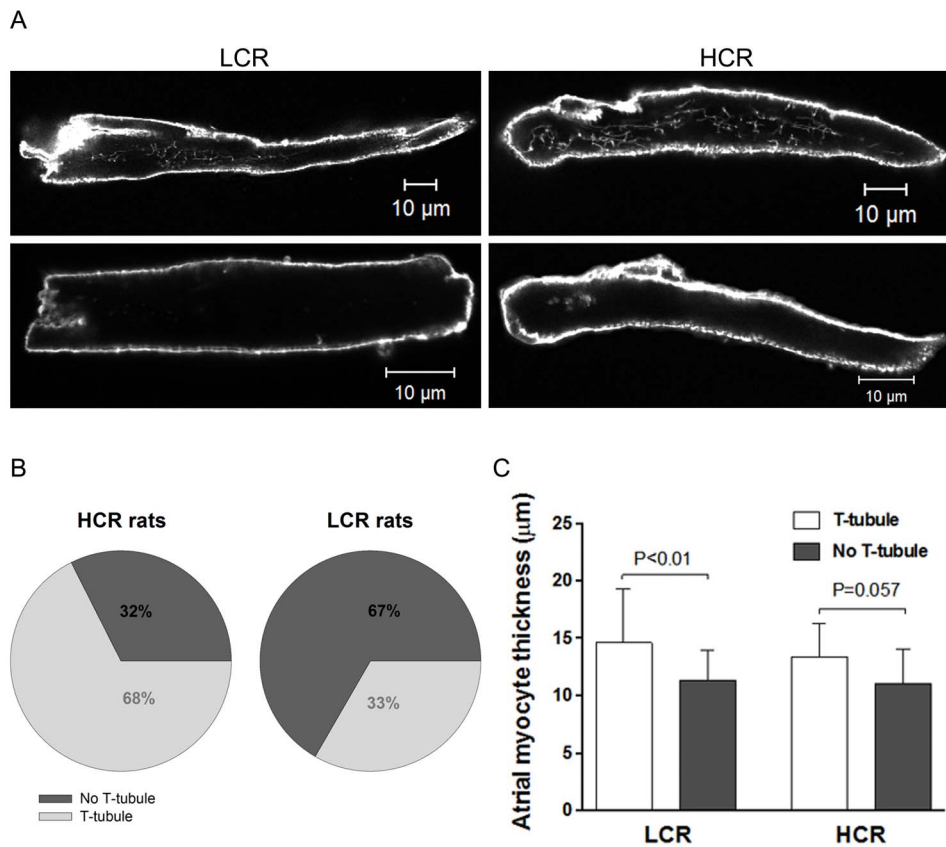 A
LCR
HCR
10 µm
10 µm
10 µm
10 µm
B
HCR rats
LCR rats
32%
68%
67%
33%
No T-tubule
T-tubule
C
Atrial myocyte thickness (µm)
25
20
15
10
5
0
T-tubule
No T-tubule
P<0.01
P=0.057
LCR
HCR